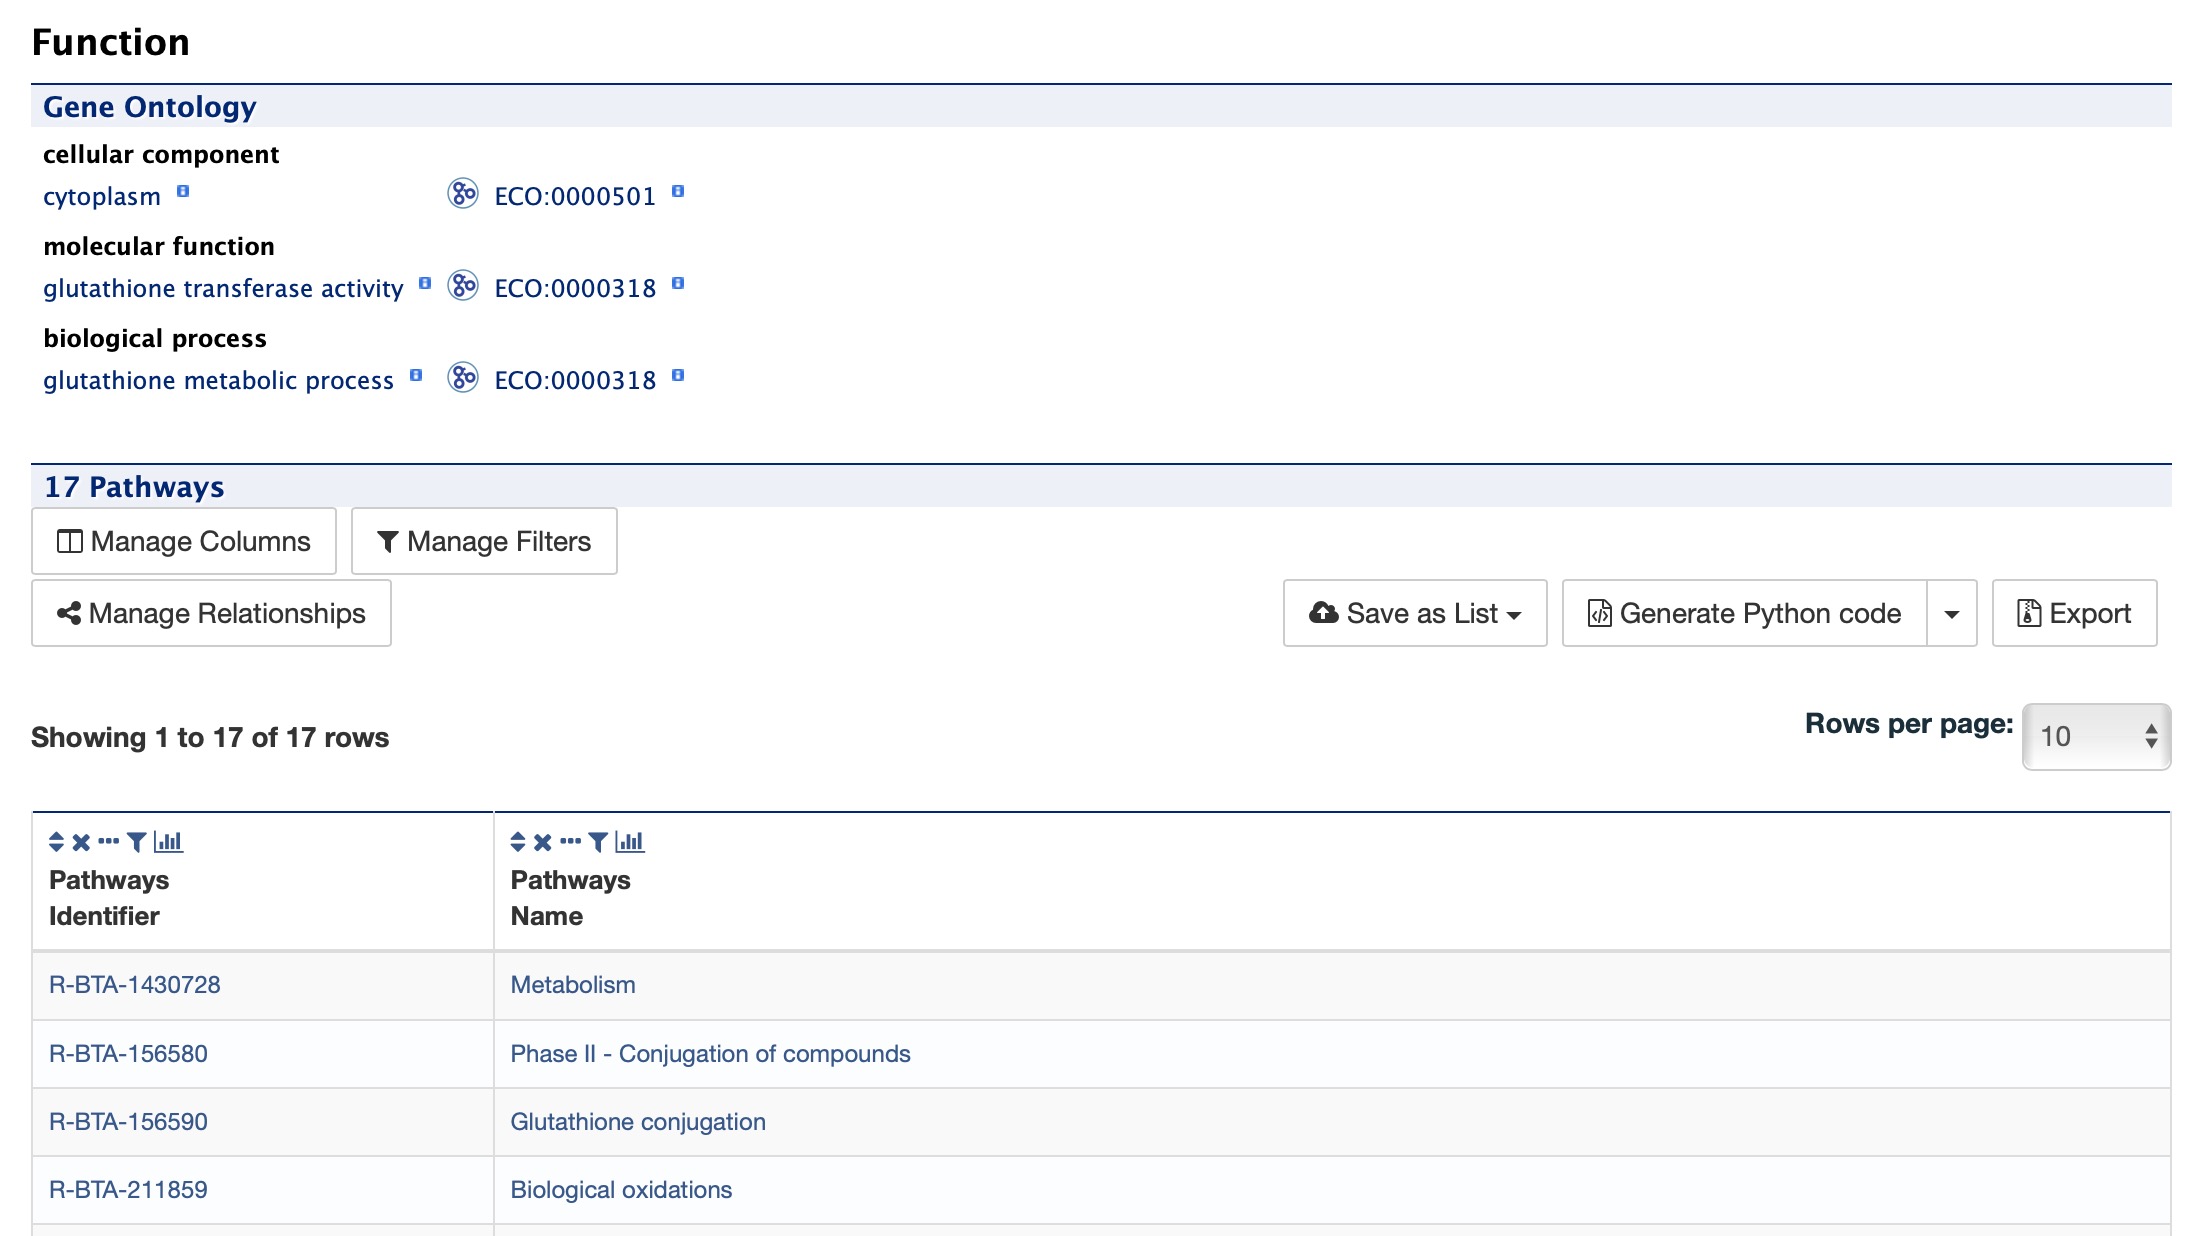 Function
Gene Ontology
cellular component
cytoplasm ECO:0000501
molecular function
glutathione transferase activity ECO:0000318
biological process
glutathione metabolic process ECO:0000318
17 Pathways
Manage Columns Manage Filters
Manage Relationships Save as List Generate Python code Export
Showing 1 to 17 of 17 rows Rows per page: 10
Pathways Pathways
Identifier Name
R-BTA-1430728 Metabolism
R-BTA-156580 Phase II - Conjugation of compounds
R-BTA-156590 Glutathione conjugation
R-BTA-211859 Biological oxidations